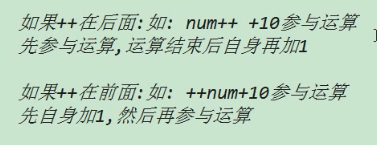 如果++在后面:如: num++ +10参与运算
先参与运算,运算结束后自身再加1
如果++在前面:如: ++num+10参与运算
先自身加1,然后再参与运算